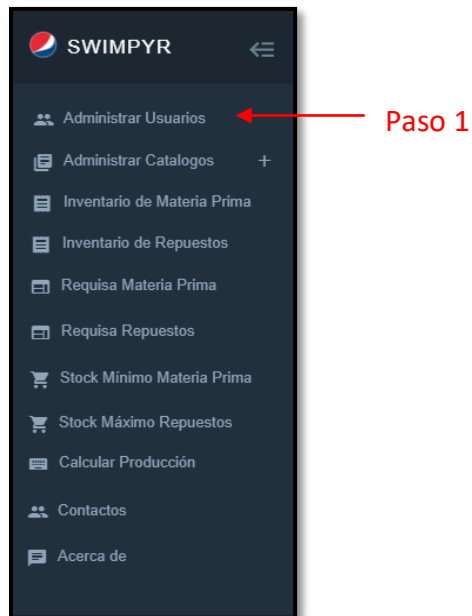 SWIMPYR
Administrar Usuarios
Paso 1
Administrar Catalogos +
Inventario de Materia Prima
Inventario de Repuestos
Requisa Materia Prima
Requisa Repuestos
Stock Mínimo Materia Prima
Stock Máximo Repuestos
Calcular Producción
Contactos
Acerca de